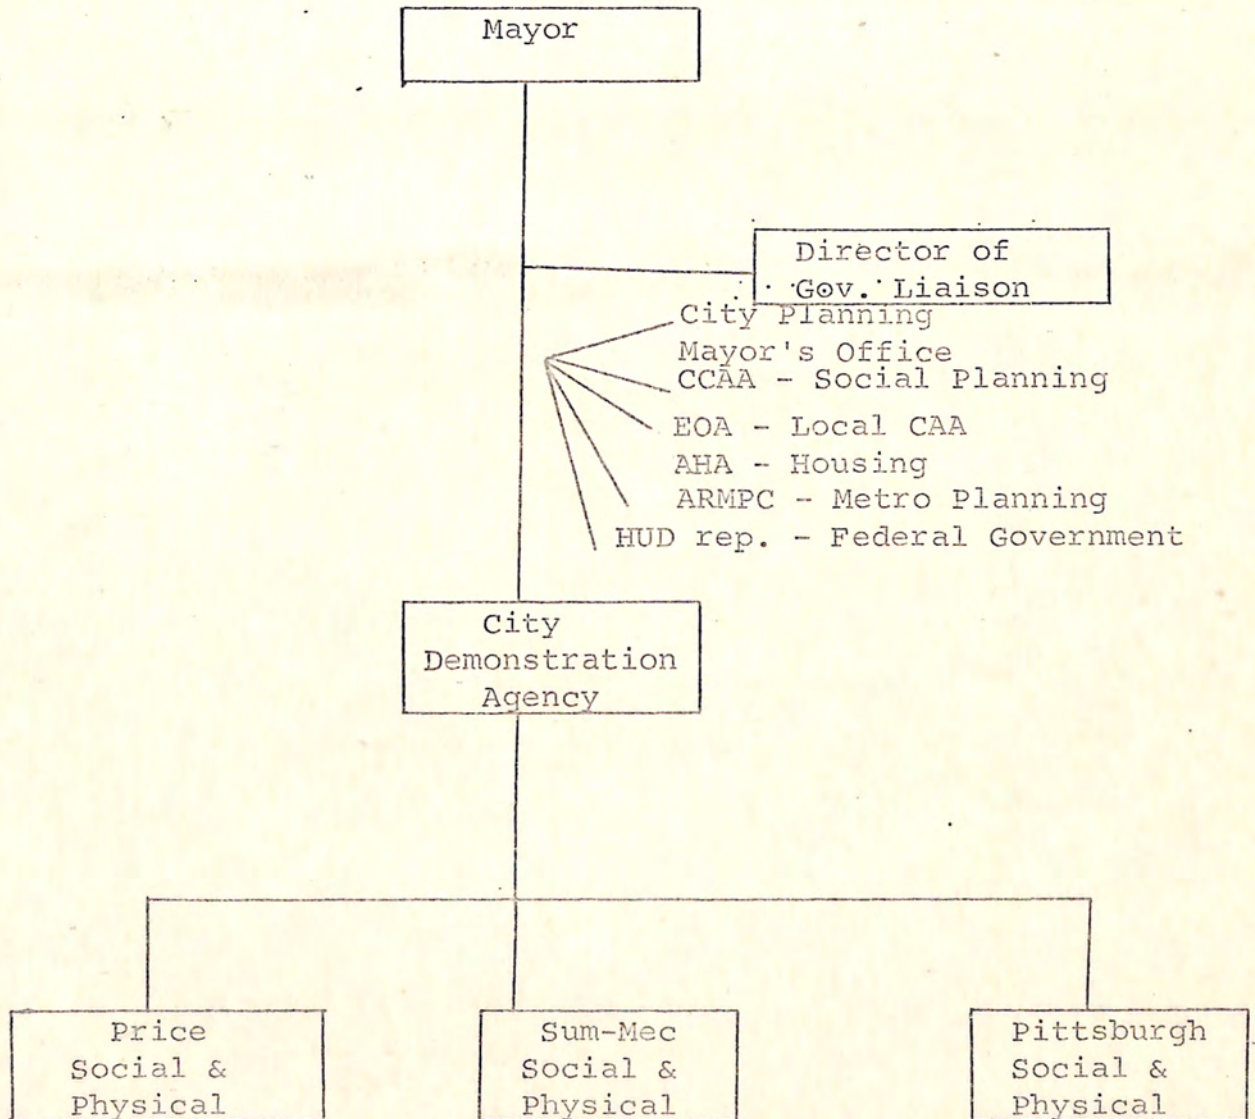 Mayor
Director of
Gov. Liaison
City Planning
Mayor's Office
CCAA - Social Planning
EOA - Local CAA
AHA - Housing
ARMPC - Metro Planning
HUD rep. - Federal Government
City
Demonstration
Agency
Price
Social &
Physical
Sum-Mec
Social &
Physical
Pittsburgh
Social &
Physical